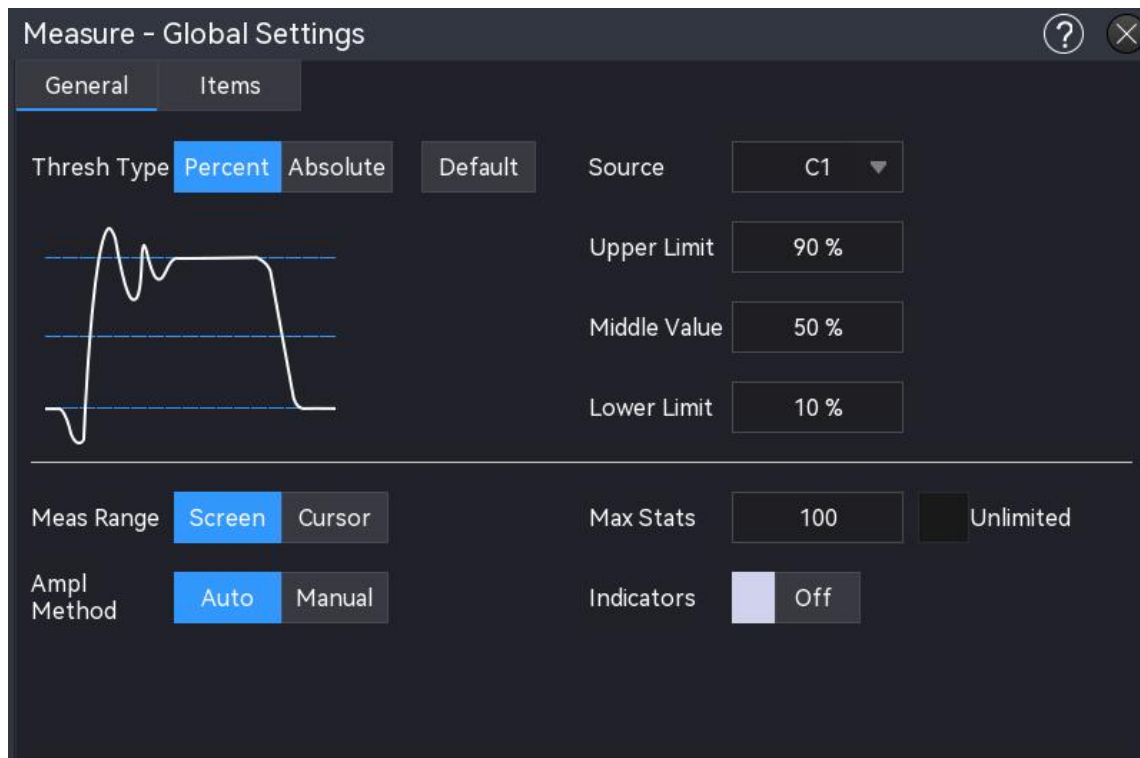 Measure - Global Settings ?
General Items
Thresh Type Percent Absolute Default Source C1
Upper Limit 90 %
Middle Value 50 %
Lower Limit 10 %
Meas Range Screen Cursor Max Stats 100 Unlimited
Ampl
Method Auto Manual Indicators Off